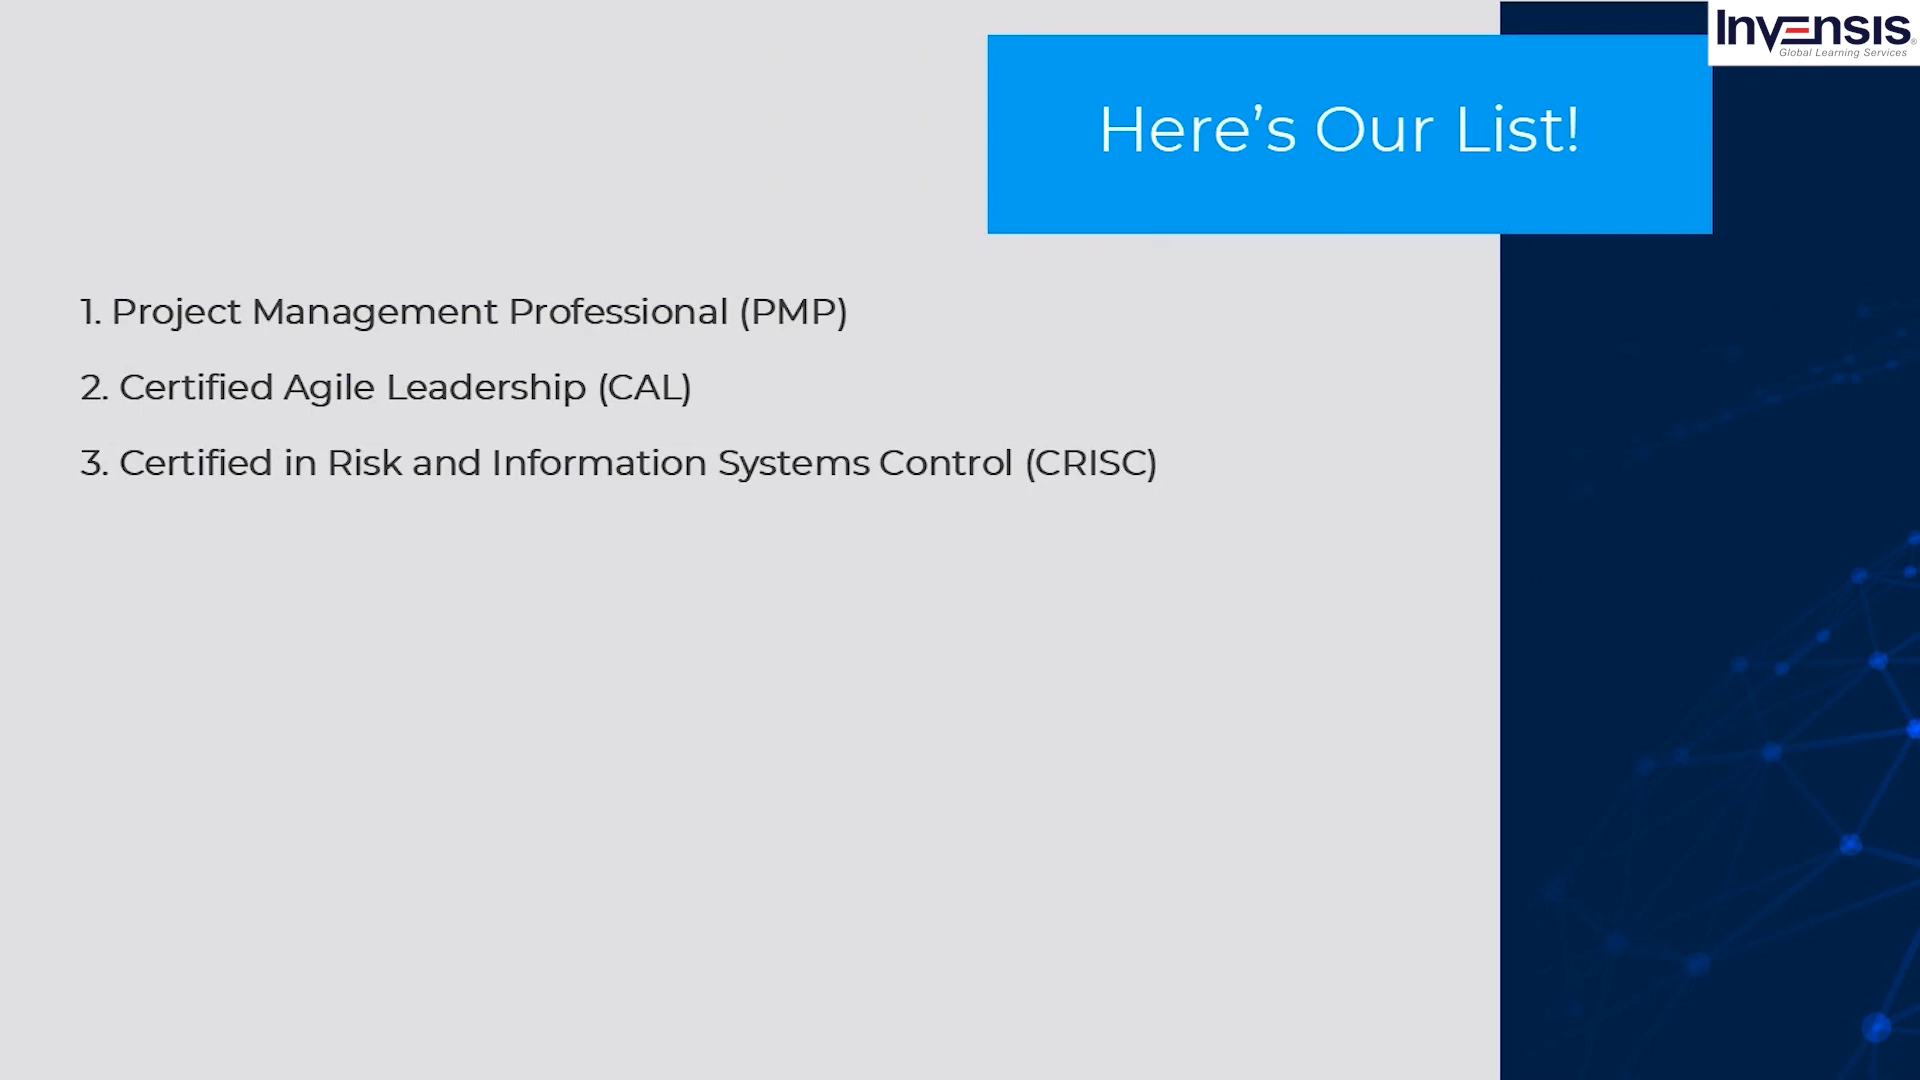 Invensis
Global Learning Services
Here’s Our List!
1. Project Management Professional (PMP)
2. Certified Agile Leadership (CAL)
3. Certified in Risk and Information Systems Control (CRISC)